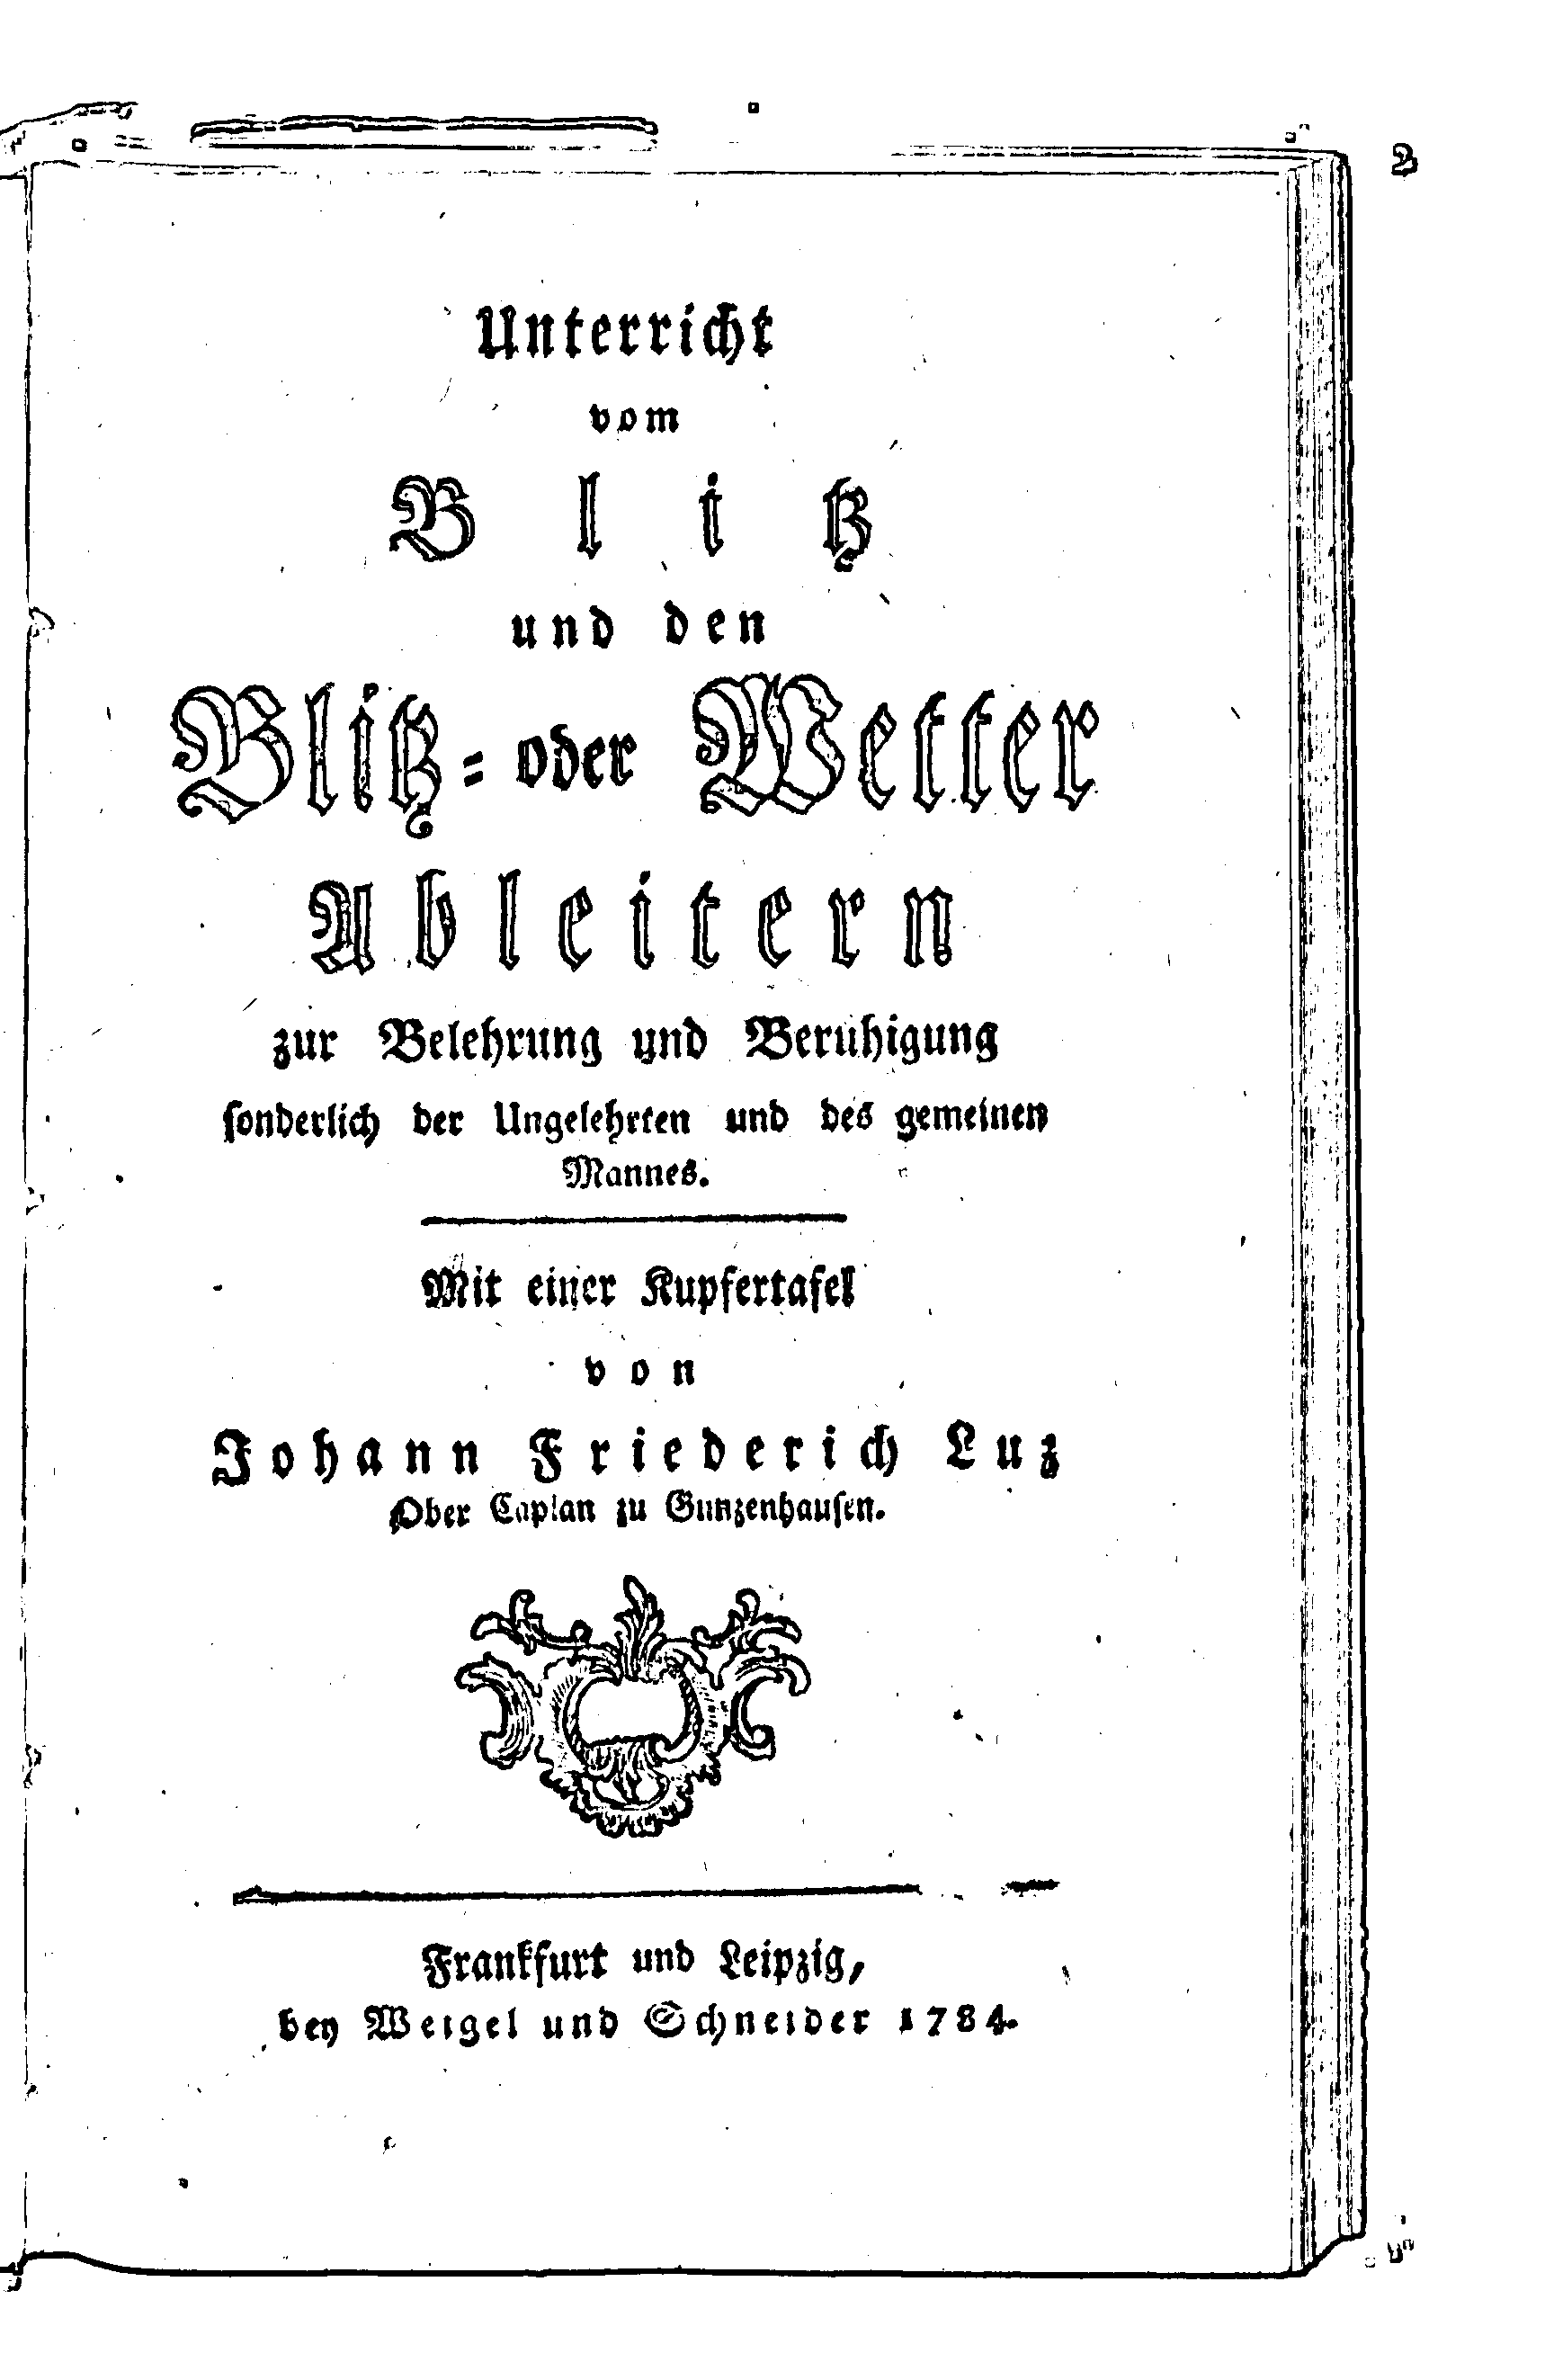 2
Unterricht
vom
Blitz
und den
Blitz- oder Wetter
Ableitern
zur Belehrung und Beruhigung
sonderlich der Ungelehrten und des gemeinen
Mannes.
Mit einer Kupfertafel
von
Johann Friederich Luz
Ober Caplan zu Gunzenhausen.
Frankfurt und Leipzig,
bey Weigel und Schneider 1784.